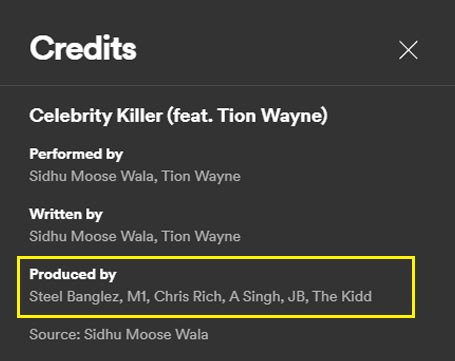 Credits
Celebrity Killer (feat. Tion Wayne)
Performed by
Sidhu Moose Wala, Tion Wayne
Written by
Sidhu Moose Wala, Tion Wayne
Produced by
Steel Banglez, M1, Chris Rich, A Singh, JB, The Kidd
Source: Sidhu Moose Wala